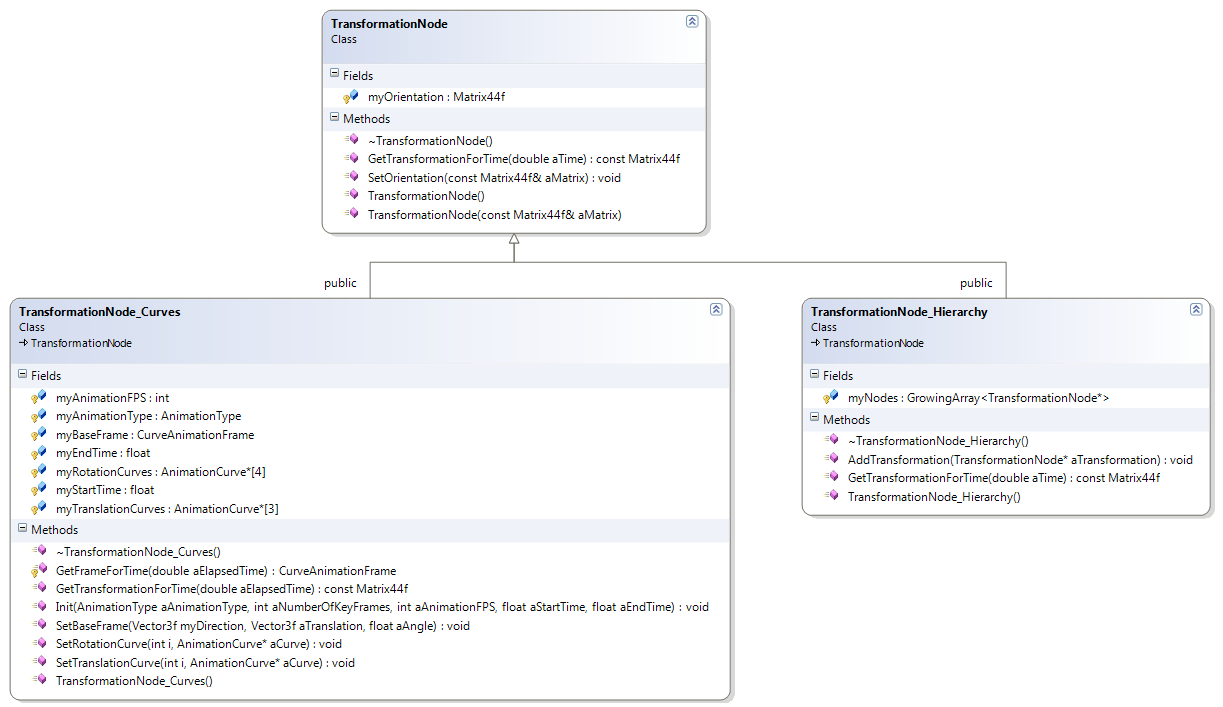 TransformationNode
Class
Fields
myOrientation : Matrix44f
Methods
~TransformationNode()
GetTransformationForTime(double aTime) : const Matrix44f
SetOrientation(const Matrix44f& aMatrix) : void
TransformationNode()
TransformationNode(const Matrix44f& aMatrix)
public
public
TransformationNode_Curves
Class
TransformationNode
Fields
myAnimationFPS : int
myAnimationType : AnimationType
myBaseFrame : CurveAnimationFrame
myEndTime : float
myRotationCurves : AnimationCurve*[4]
myStartTime : float
myTranslationCurves : AnimationCurve*[3]
Methods
~TransformationNode_Curves()
GetFrameForTime(double aElapsedTime) : CurveAnimationFrame
GetTransformationForTime(double aElapsedTime) : const Matrix44f
Init(AnimationType aAnimationType, int aNumberOfKeyFrames, int aAnimationFPS, float aStartTime, float aEndTime) : void
SetBaseFrame(Vector3f myDirection, Vector3f aTranslation, float aAngle) : void
SetRotationCurve(int i, AnimationCurve* aCurve) : void
SetTranslationCurve(int i, AnimationCurve* aCurve) : void
TransformationNode_Curves()
TransformationNode_Hierarchy
Class
TransformationNode
Fields
myNodes : GrowingArray<TransformationNode*>
Methods
~TransformationNode_Hierarchy()
AddTransformation(TransformationNode* aTransformation) : void
GetTransformationForTime(double aTime) : const Matrix44f
TransformationNode_Hierarchy()